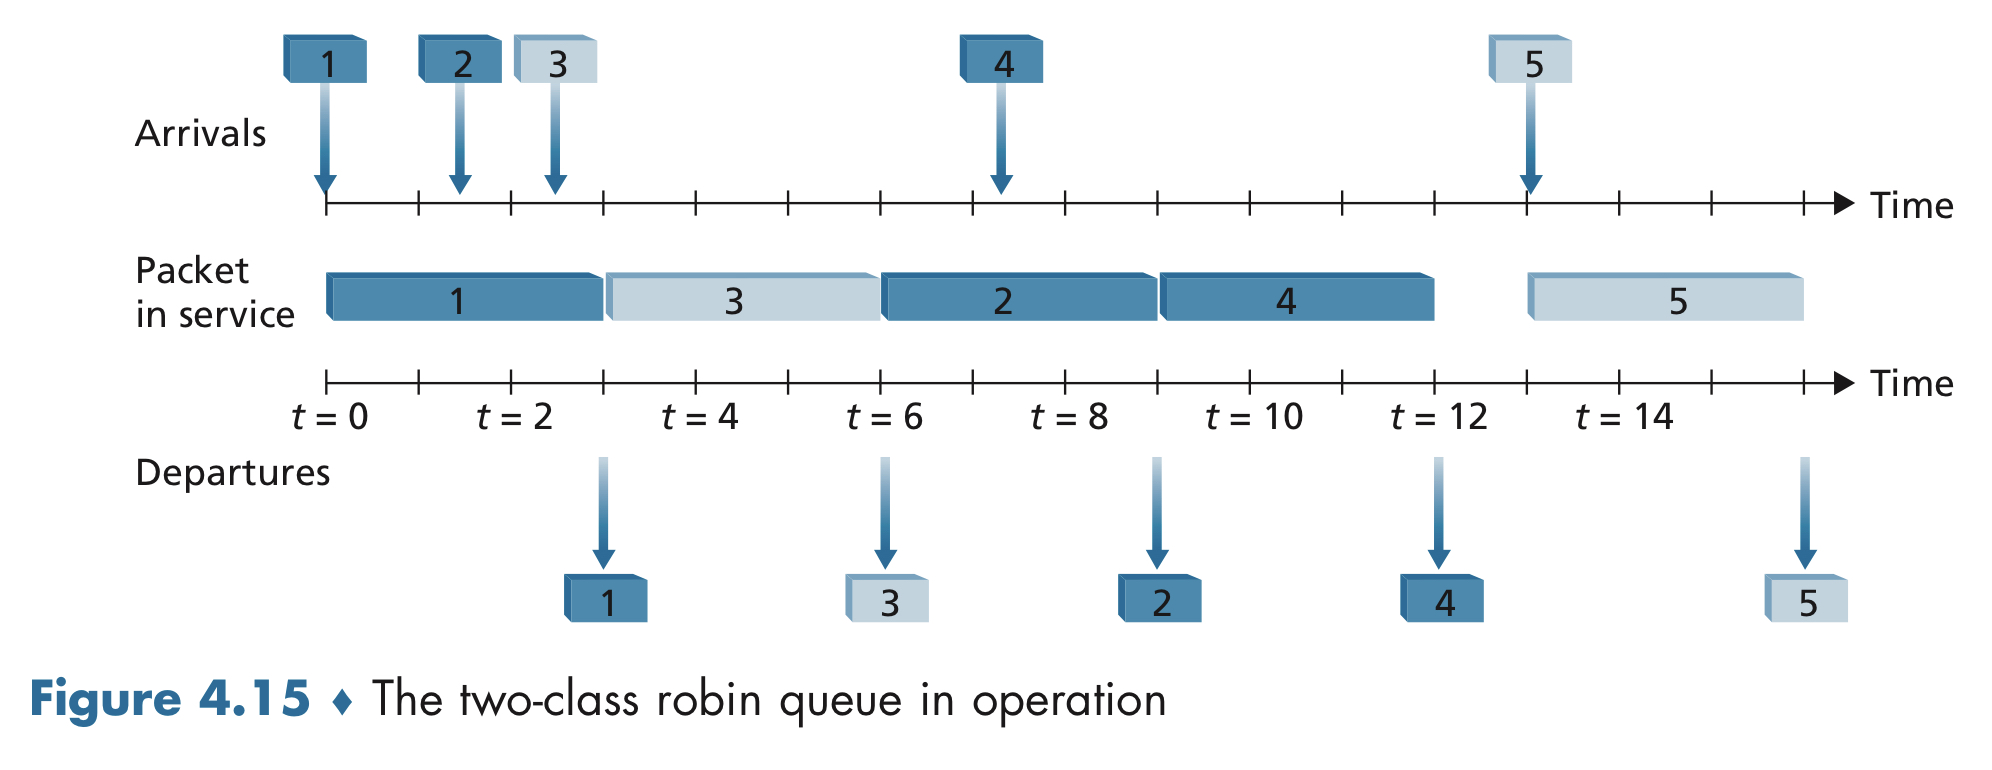 1 2 3 4 5
Arrivals
Time
Packet
in service
1 3 2 4 5
Time
t = 0 t = 2 t = 4 t = 6 t = 8 t = 10 t = 12 t = 14
Departures
1 3 2 4 5
Figure 4.15 ♦ The two-class robin queue in operation